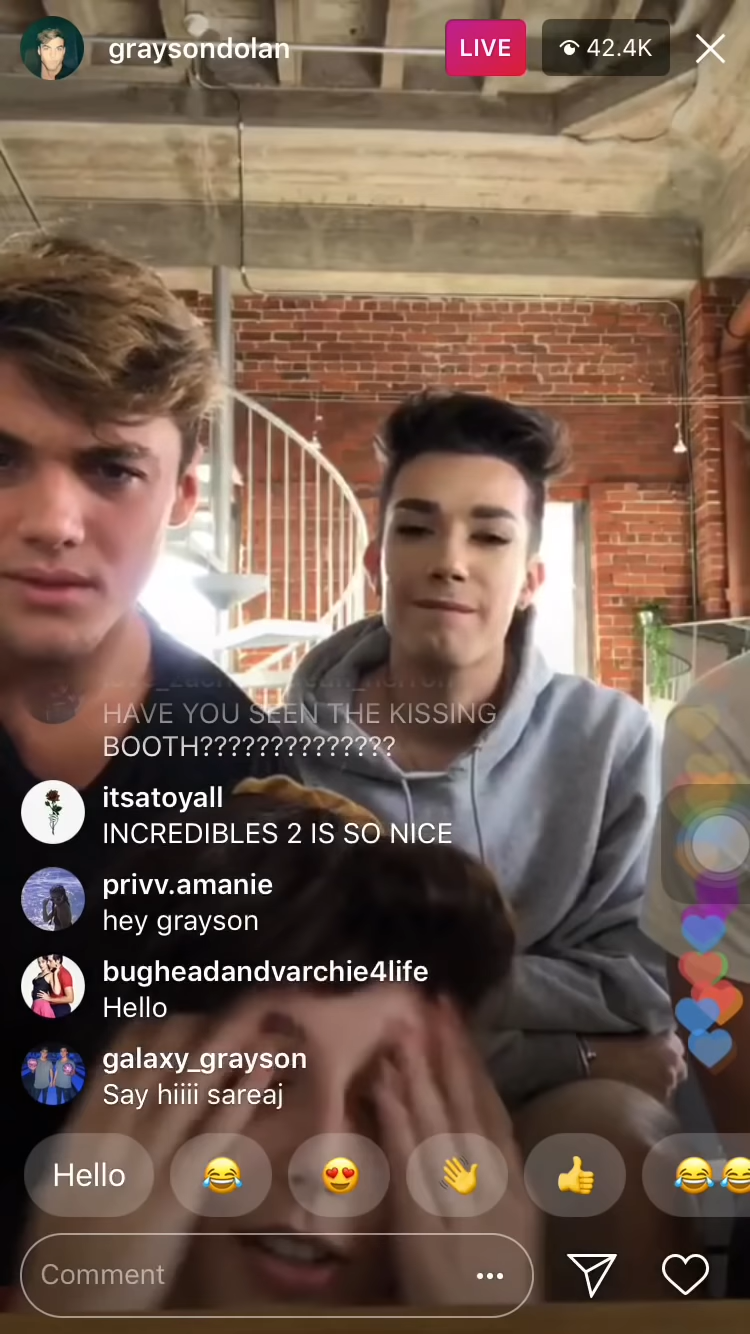 graysondolan
LIVE
42.4K
HAVE YOU SEEN THE KISSING
BOOTH??????????????
itsatoyall
INCREDIBLES 2 IS SO NICE
privv.amanie
hey grayson
bugheadandvarchie4life
Hello
galaxy_grayson
Say hiiii sareaj
Hello 😂 😍 👋 👍 😂😂
Comment